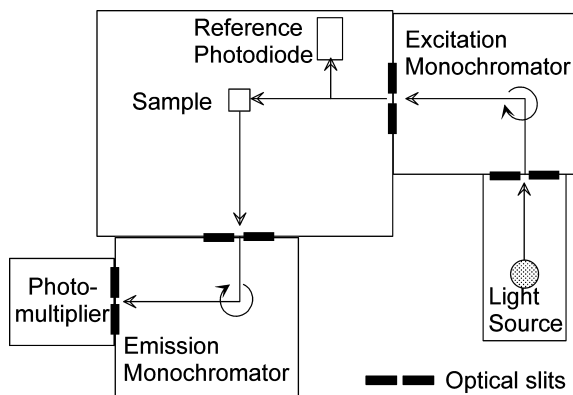 Reference
Photodiode
Excitation
Monochromator
Sample
Photo-
multiplier
Light
Source
Emission
Monochromator
Optical slits